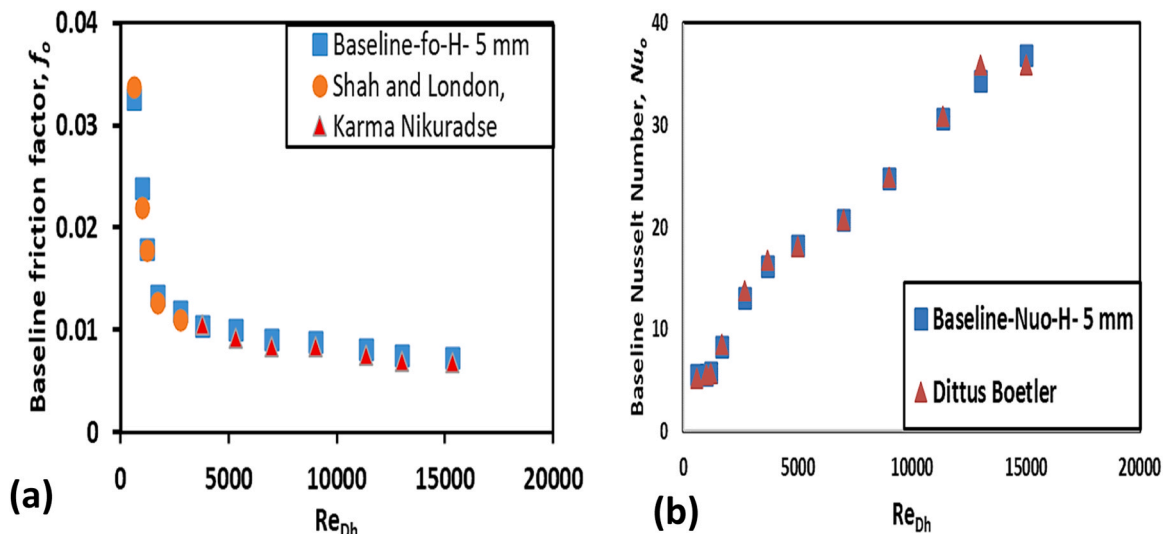 0.04
0.03
0.02
0.01
0
Baseline friction factor, fₒ
Baseline-fo-H- 5 mm
Shah and London,
Karma Nikuradse
0 5000 10000 15000 20000
Re_Dh
(a)
40
30
20
10
0
Baseline Nusselt Number, Nuₒ
Baseline-Nuo-H- 5 mm
Dittus Boetler
0 5000 10000 15000 20000
Re_Dh
(b)